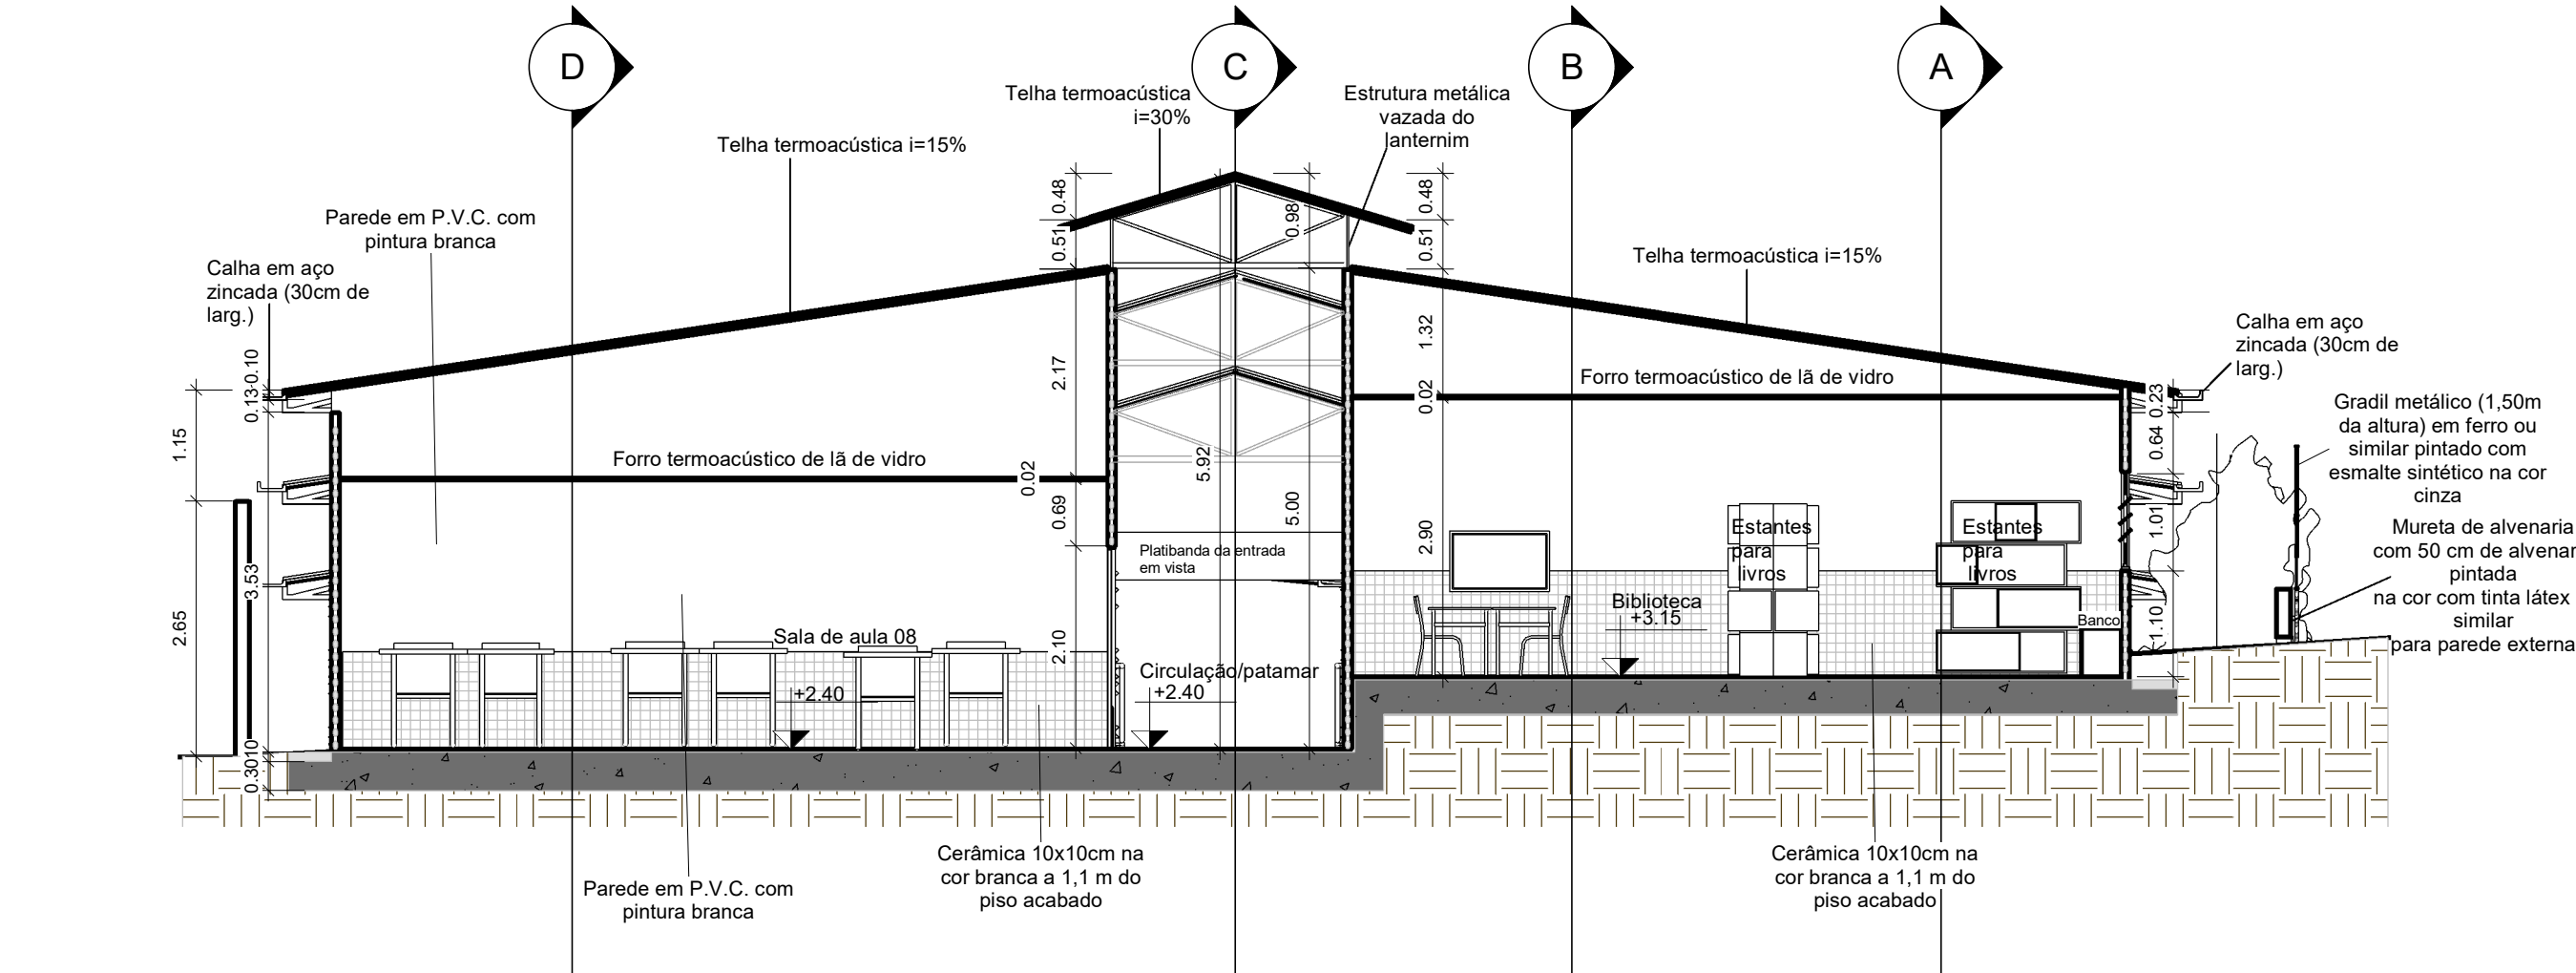 D
C
B
A
Telha termoacústica
i=30%
Estrutura metálica
vazada do
lanternim
Telha termoacústica i=15%
Parede em P.V.C. com
pintura branca
Calha em aço
zincada (30cm de
larg.)
Telha termoacústica i=15%
Calha em aço
zincada (30cm de
larg.)
Gradil metálico (1,50m
da altura) em ferro ou
similar pintado com
esmalte sintético na cor
cinza
Mureta de alvenaria
com 50 cm de alvenar
pintada
na cor com tinta látex
similar
para parede externa
0.48
0.51
0.98
0.48
0.51
0.10
0.13
1.15
2.65
3.53
10
0.30
2.17
0.02
0.69
2.10
5.92
5.00
1.32
0.02
2.90
0.23
0.64
1.01
1.10
Forro termoacústico de lã de vidro
Forro termoacústico de lã de vidro
Platibanda da entrada
em vista
Estantes
para
livros
Estantes
para
livros
Biblioteca
+3.15
Banco
Sala de aula 08
+2.40
Circulação/patamar
+2.40
Parede em P.V.C. com
pintura branca
Cerâmica 10x10cm na
cor branca a 1,1 m do
piso acabado
Cerâmica 10x10cm na
cor branca a 1,1 m do
piso acabado